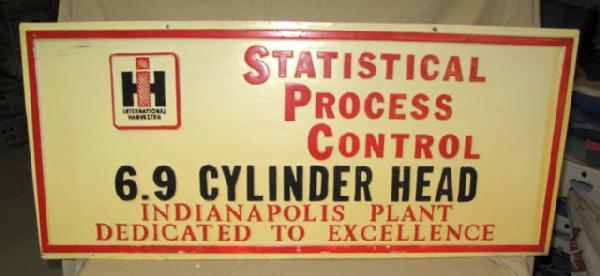 IH
INTERNATIONAL
HARVESTER
STATISTICAL
PROCESS
CONTROL
6.9 CYLINDER HEAD
INDIANAPOLIS PLANT
DEDICATED TO EXCELLENCE